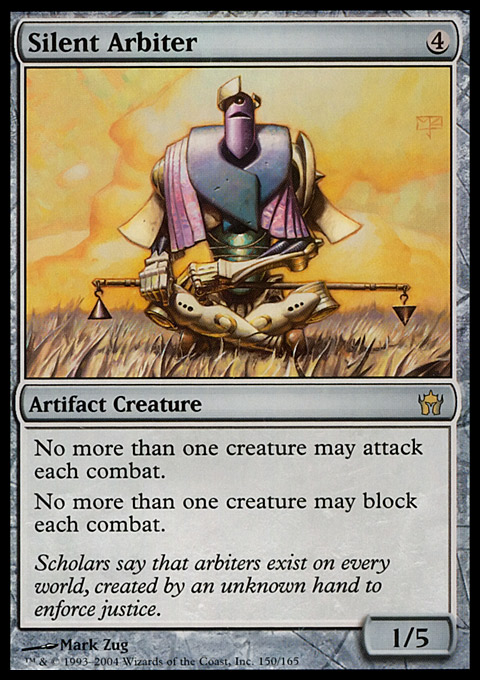 Silent Arbiter 4
Artifact Creature
No more than one creature may attack
each combat.
No more than one creature may block
each combat.
Scholars say that arbiters exist on every
world, created by an unknown hand to
enforce justice.
Mark Zug
1/5
™ & © 1993-2004 Wizards of the Coast, Inc. 150/165